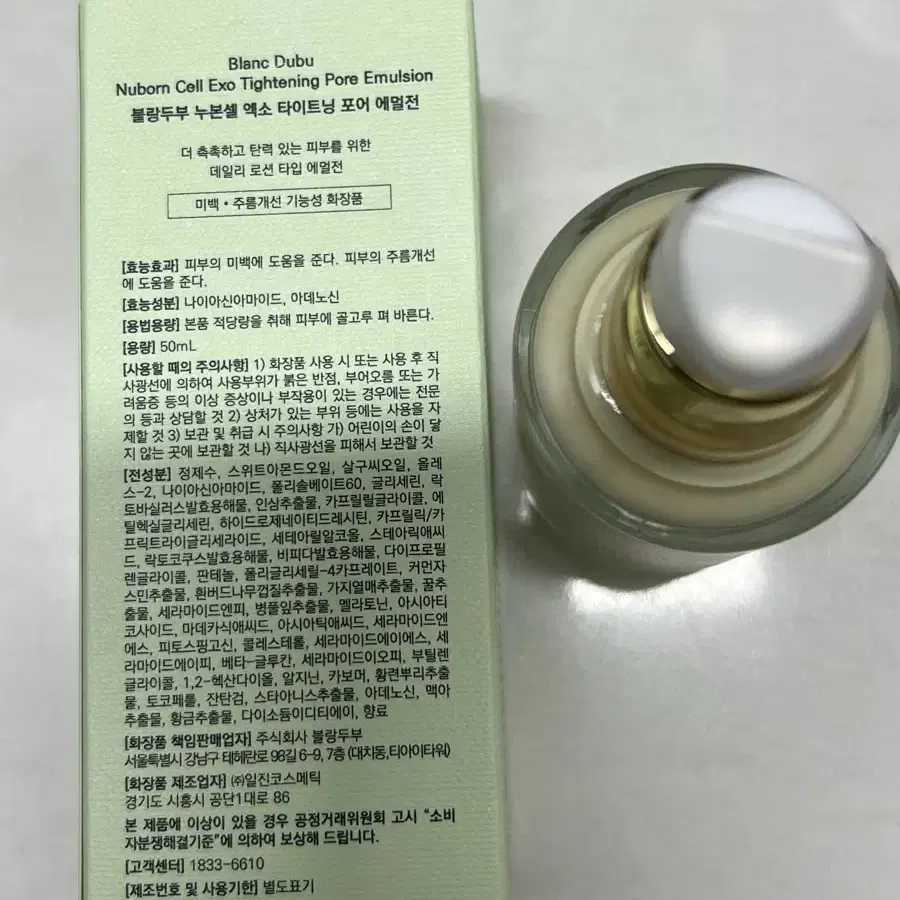 Blanc Dubu
Nuborn Cell Exo Tightening Pore Emulsion
블랑두부 누본셀 엑소 타이트닝 포어 에멀전
더 촉촉하고 탄력 있는 피부를 위한
데일리 로션 타입 에멀전
미백 • 주름개선 기능성 화장품
[효능효과] 피부의 미백에 도움을 준다. 피부의 주름개선
에 도움을 준다.
[효능성분] 나이아신아마이드, 아데노신
[용법용량] 본품 적당량을 취해 피부에 골고루 펴 바른다.
[용량] 50mL
[사용할 때의 주의사항] 1) 화장품 사용 시 또는 사용 후 직
사광선에 의하여 사용부위가 붉은 반점, 부어오름 또는 가
려움증 등의 이상 증상이나 부작용이 있는 경우에는 전문
의 등과 상담할 것 2) 상처가 있는 부위 등에는 사용을 자
제할 것 3) 보관 및 취급 시 주의사항 가) 어린이의 손이 닿
지 않는 곳에 보관할 것 나) 직사광선을 피해서 보관할 것
[전성분] 정제수, 스위트아몬드오일, 살구씨오일, 올레
스-2, 나이아신아마이드, 폴리솔베이트60, 글리세린, 락
토바실러스발효용해물, 인삼추출물, 카프릴릴글라이콜, 에
틸헥실글리세린, 하이드로제네이티드레시틴, 카프릴릭/카
프릭트라이글리세라이드, 세테아릴알코올, 스테아릭애씨
드, 락토코쿠스발효용해물, 비피다발효용해물, 다이프로필
렌글라이콜, 판테놀, 폴리글리세릴-4카프레이트, 커먼자
스민추출물, 흰버드나무껍질추출물, 가지열매추출물, 꿀추
출물, 세라마이드엔피, 병풀잎추출물, 멜라토닌, 아시아티
코사이드, 마데카식애씨드, 아시아틱애씨드, 세라마이드엔
에스, 피토스핑고신, 콜레스테롤, 세라마이드에이에스, 세
라마이드에이피, 베타-글루칸, 세라마이드이오피, 부틸렌
글라이콜, 1,2-헥산다이올, 알지닌, 카보머, 황련뿌리추출
물, 토코페롤, 잔탄검, 스타아니스추출물, 아데노신, 맥아
추출물, 황금추출물, 다이소듐이디티에이, 향료
[화장품 책임판매업자] 주식회사 블랑두부
서울특별시 강남구 테헤란로 98길 6-9, 7층 (대치동,티아이타워)
[화장품 제조업자] ㈜일진코스메틱
경기도 시흥시 공단1대로 86
본 제품에 이상이 있을 경우 공정거래위원회 고시 “소비
자분쟁해결기준”에 의하여 보상해 드립니다.
[고객센터] 1833-6610
[제조번호 및 사용기한] 별도표기